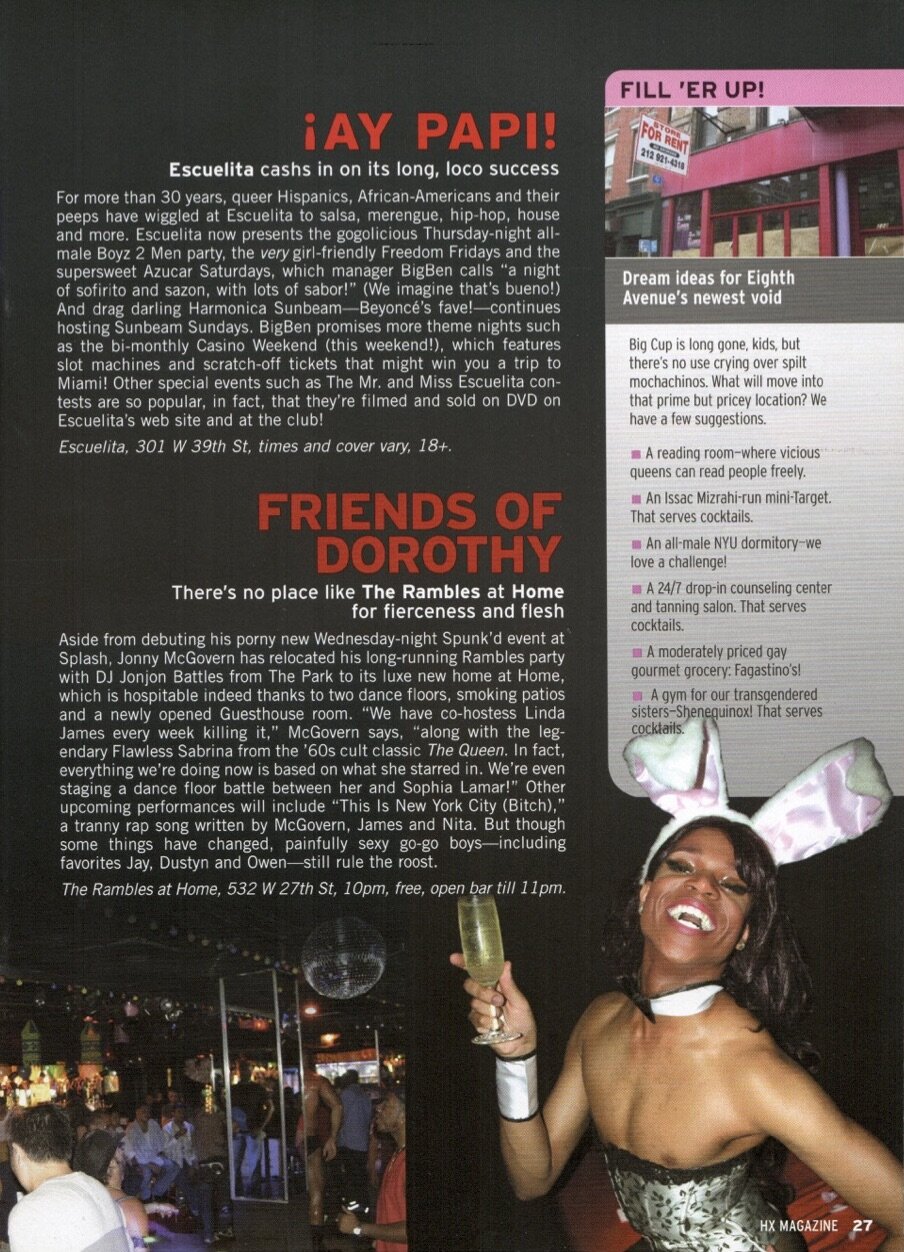 ¡AY PAPI!
Escuelita cashs in on its long, loco success
For more than 30 years, queer Hispanics, African-Americans and their
peeps have wiggled at Escuelita to salsa, merengue, hip-hop, house
and more. Escuelita now presents the gogolicious Thursday-night all-
male Boyz 2 Men party, the very girl-friendly Freedom Fridays and the
supersweet Azucar Saturdays, which manager BigBen calls “a night
of sofirito and sazon, with lots of sabor!” (We imagine that’s bueno!)
And drag darling Harmonica Sunbeam—Beyoncé’s fave!—continues
hosting Sunbeam Sundays. BigBen promises more theme nights such
as the bi-monthly Casino Weekend (this weekend!), which features
slot machines and scratch-off tickets that might win you a trip to
Miami! Other special events such as The Mr. and Miss Escuelita con-
tests are so popular, in fact, that they’re filmed and sold on DVD on
Escuelita’s web site and at the club!
Escuelita, 301 W 39th St, times and cover vary, 18+.
FRIENDS OF
DOROTHY
There’s no place like The Rambles at Home
for fierceness and flesh
Aside from debuting his porny new Wednesday-night Spunk’d event at
Splash, Jonny McGovern has relocated his long-running Rambles party
with DJ Jonjon Battles from The Park to its luxe new home at Home,
which is hospitable indeed thanks to two dance floors, smoking patios
and a newly opened Guesthouse room. “We have co-hostess Linda
James every week killing it,” McGovern says, “along with the leg-
endary Flawless Sabrina from the ’60s cult classic The Queen. In fact,
everything we’re doing now is based on what she starred in. We’re even
staging a dance floor battle between her and Sophia Lamar!” Other
upcoming performances will include “This Is New York City (Bitch),”
a tranny rap song written by McGovern, James and Nita. But though
some things have changed, painfully sexy go-go boys—including
favorites Jay, Dustyn and Owen—still rule the roost.
The Rambles at Home, 532 W 27th St, 10pm, free, open bar till 11pm.
FILL ’ER UP!
STORE
FOR RENT
212 921-4318
Dream ideas for Eighth
Avenue’s newest void
Big Cup is long gone, kids, but
there’s no use crying over spilt
mochachinos. What will move into
that prime but pricey location? We
have a few suggestions.
■ A reading room—where vicious
queens can read people freely.
■ An Issac Mizrahi-run mini-Target.
That serves cocktails.
■ An all-male NYU dormitory—we
love a challenge!
■ A 24/7 drop-in counseling center
and tanning salon. That serves
cocktails.
■ A moderately priced gay
gourmet grocery: Fagastino’s!
■ A gym for our transgendered
sisters—Shenequinox! That serves
cocktails.
HX MAGAZINE 27